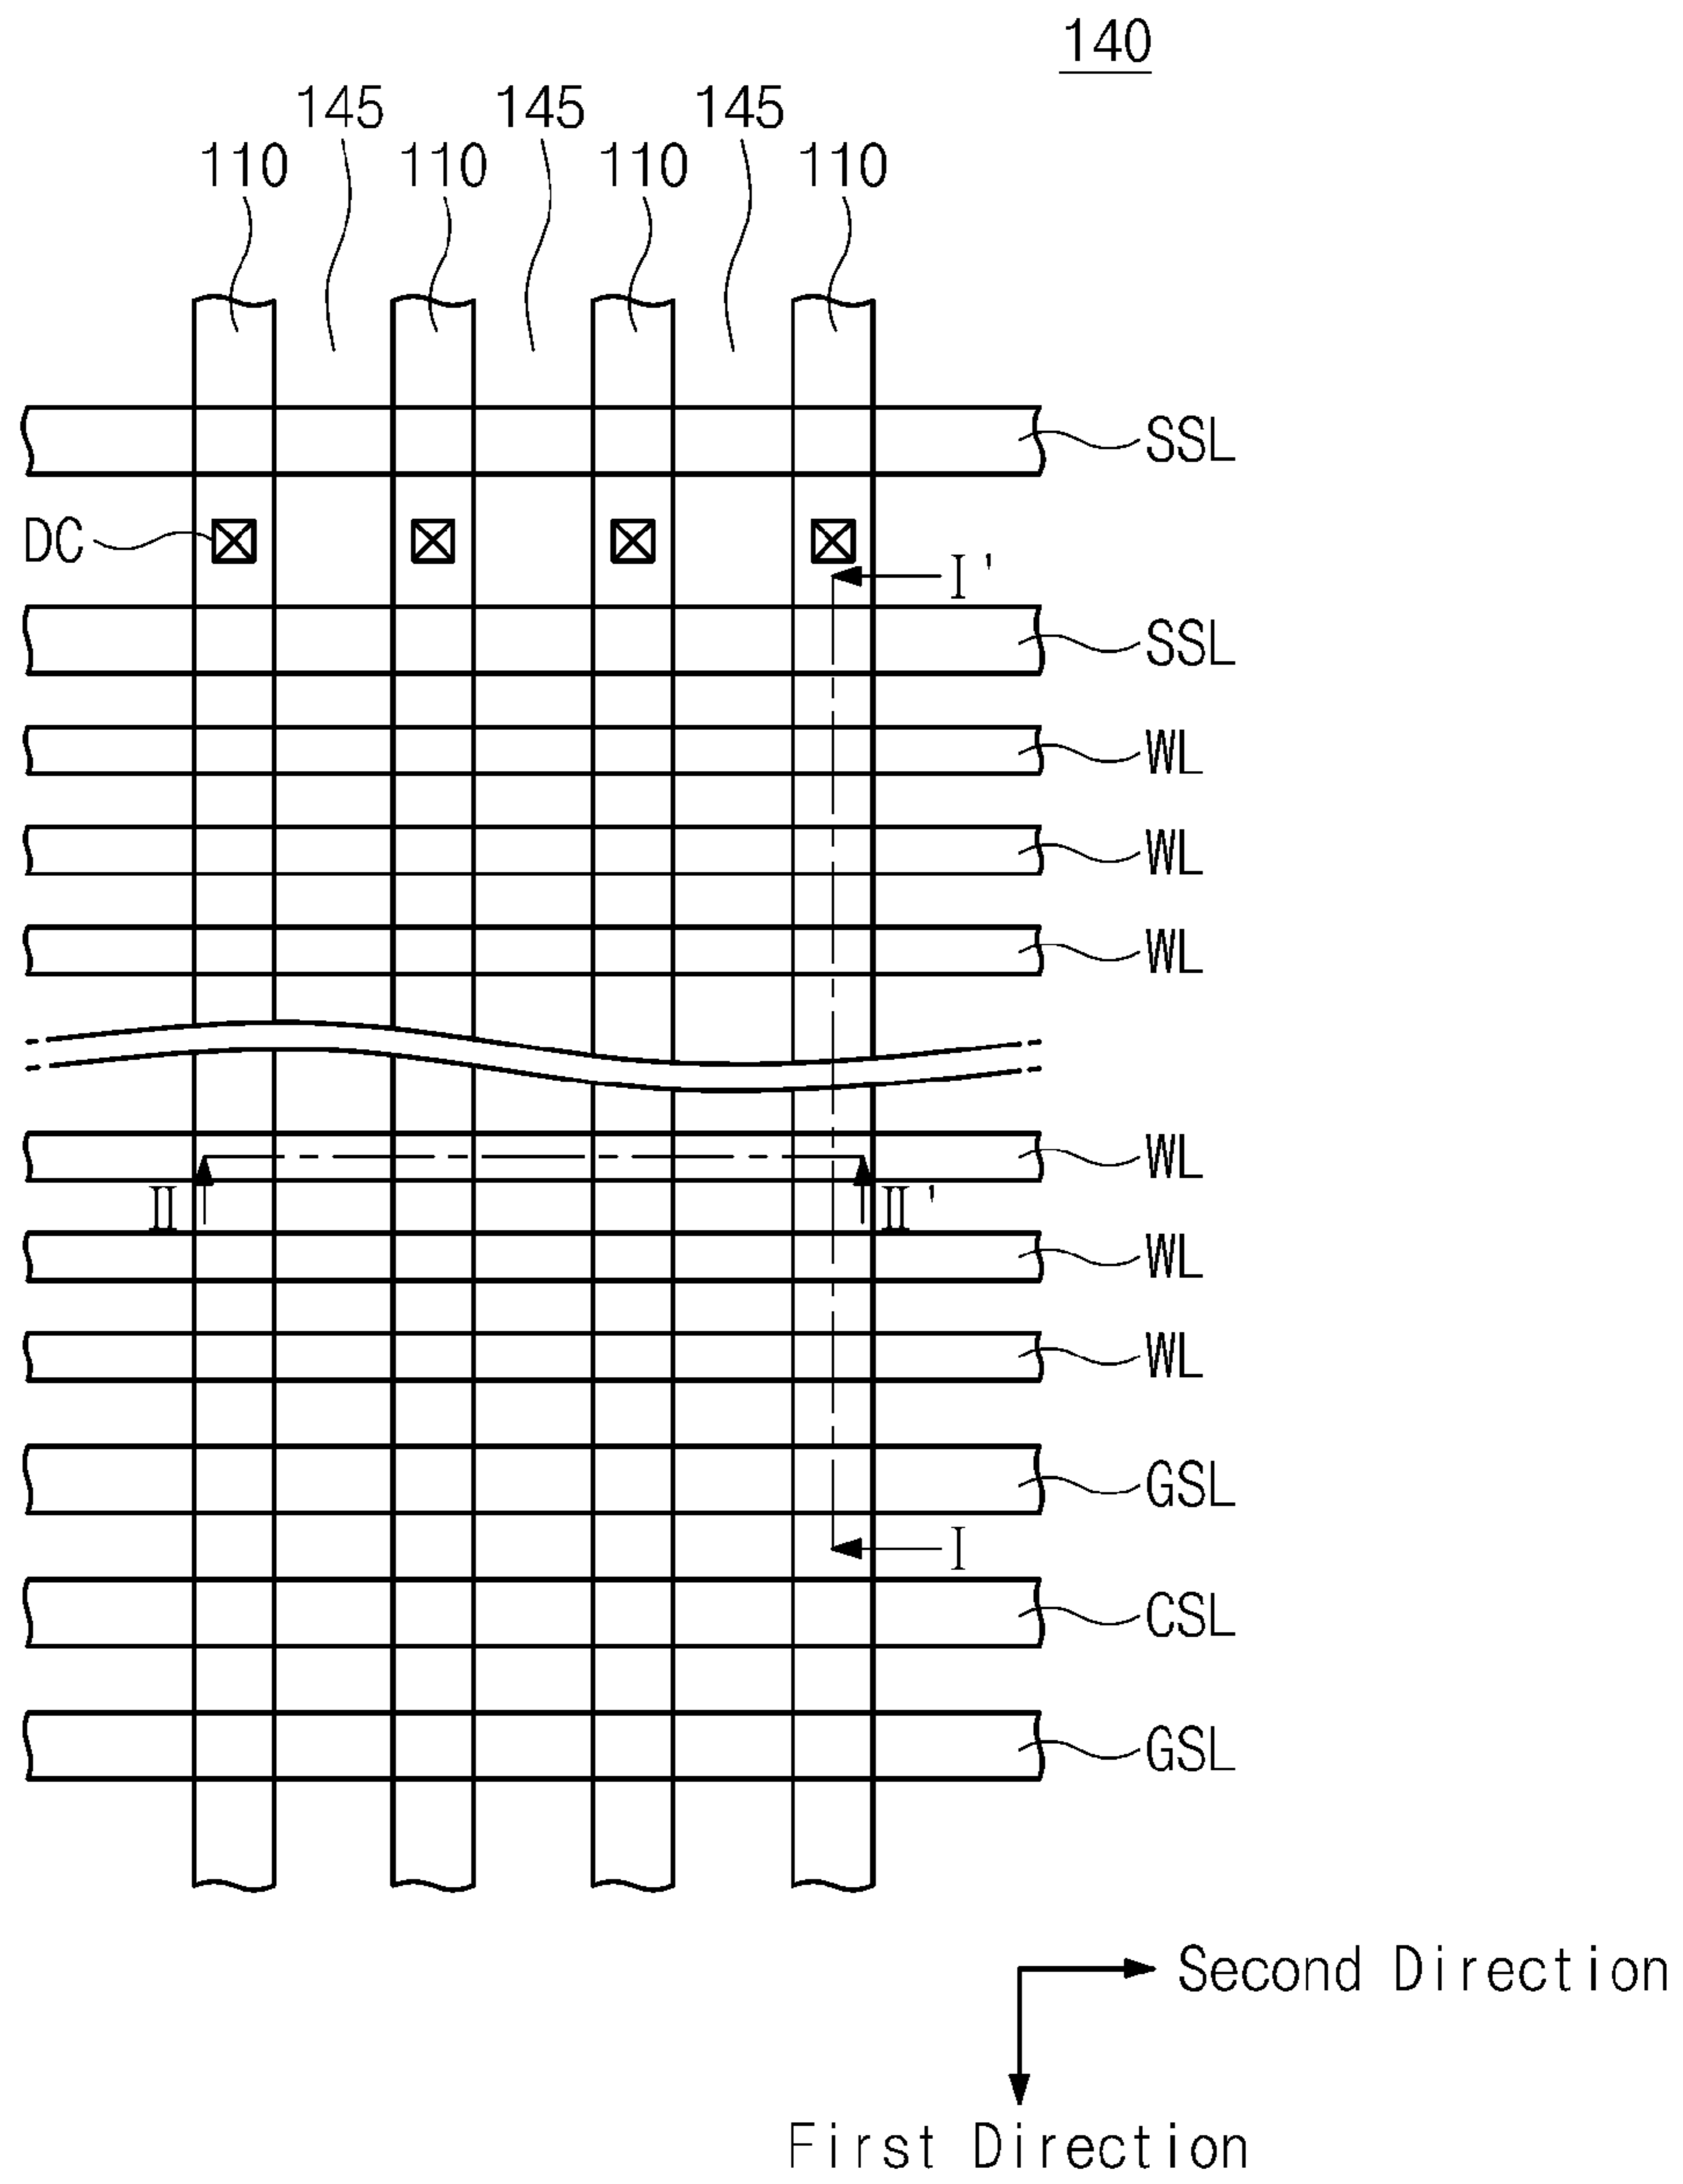 140
145 145 145
110 110 110 110
SSL
DC
I'
SSL
WL
WL
WL
WL
II II'
WL
WL
GSL
I
CSL
GSL
Second Direction
First Direction